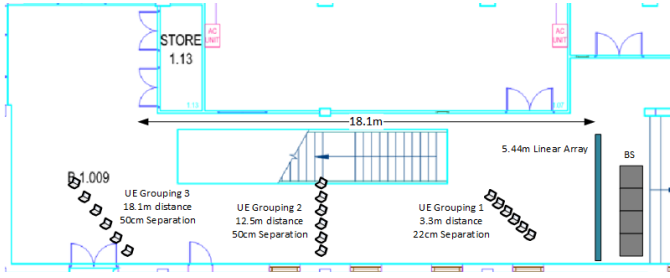 AC
UNIT
AC
UNIT
STORE
1.13
18.1m
5.44m Linear Array
BS
1.009
UE Grouping 3
18.1m distance
50cm Separation
UE Grouping 2
12.5m distance
50cm Separation
UE Grouping 1
3.3m distance
22cm Separation